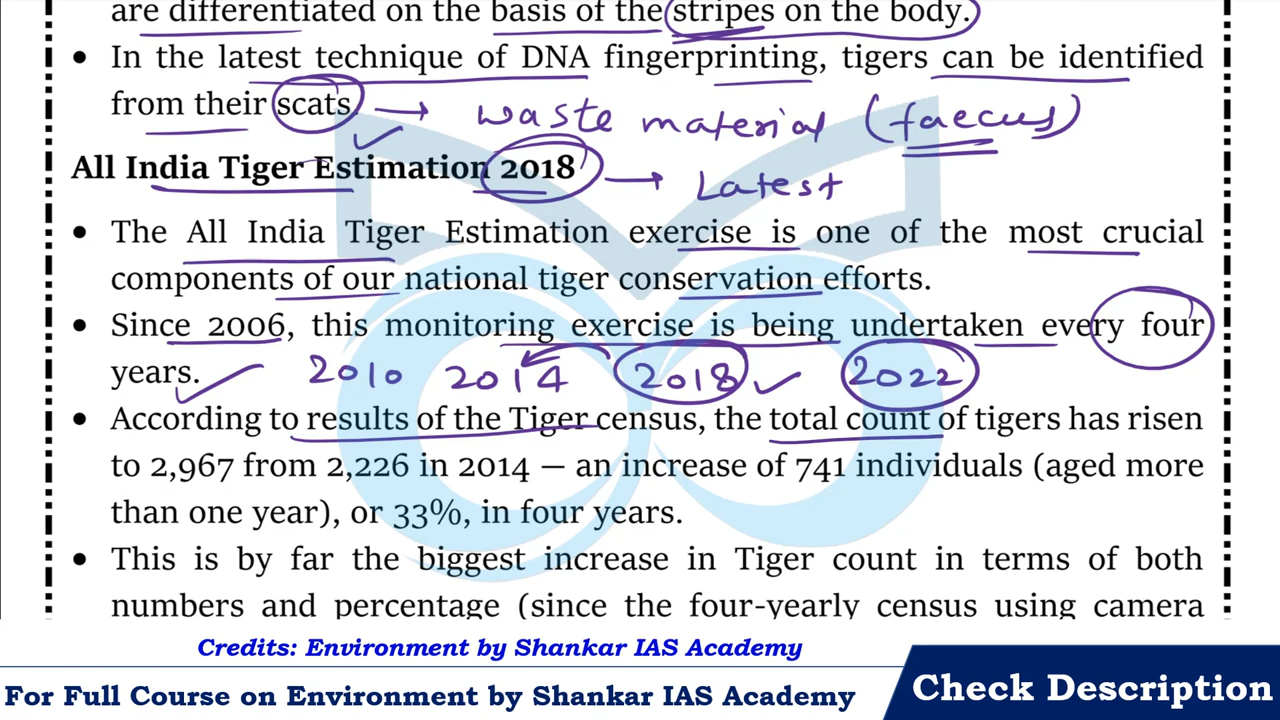 are differentiated on the basis of the stripes on the body.
• In the latest technique of DNA fingerprinting, tigers can be identified
from their scats → waste material (faecus)
All India Tiger Estimation 2018 → Latest
• The All India Tiger Estimation exercise is one of the most crucial
components of our national tiger conservation efforts.
• Since 2006, this monitoring exercise is being undertaken every four
years. 2010 2014 2018 2022
• According to results of the Tiger census, the total count of tigers has risen
to 2,967 from 2,226 in 2014 — an increase of 741 individuals (aged more
than one year), or 33%, in four years.
• This is by far the biggest increase in Tiger count in terms of both
numbers and percentage (since the four-yearly census using camera
Credits: Environment by Shankar IAS Academy
For Full Course on Environment by Shankar IAS Academy
Check Description